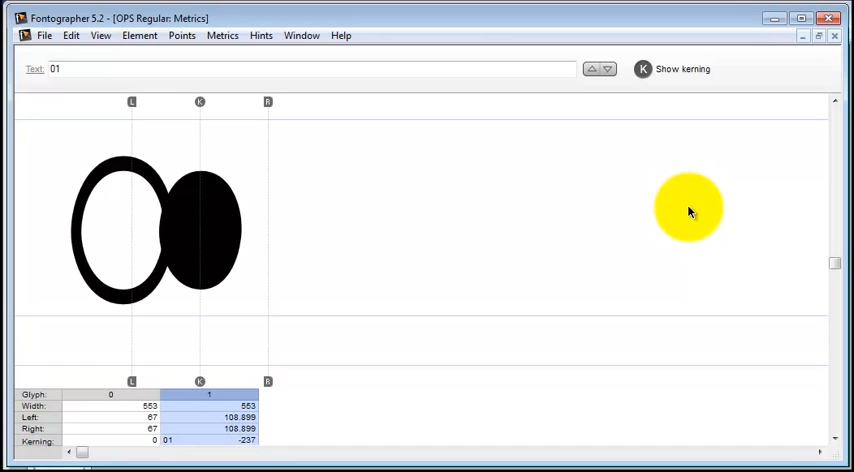 Fontographer 5.2 - [OPS Regular: Metrics]
File Edit View Element Points Metrics Hints Window Help
Text: 01 K Show kerning
L K R
L K R
Glyph: 0 1
Width: 553 553
Left: 67 108.899
Right: 67 108.899
Kerning: 0 01 -237